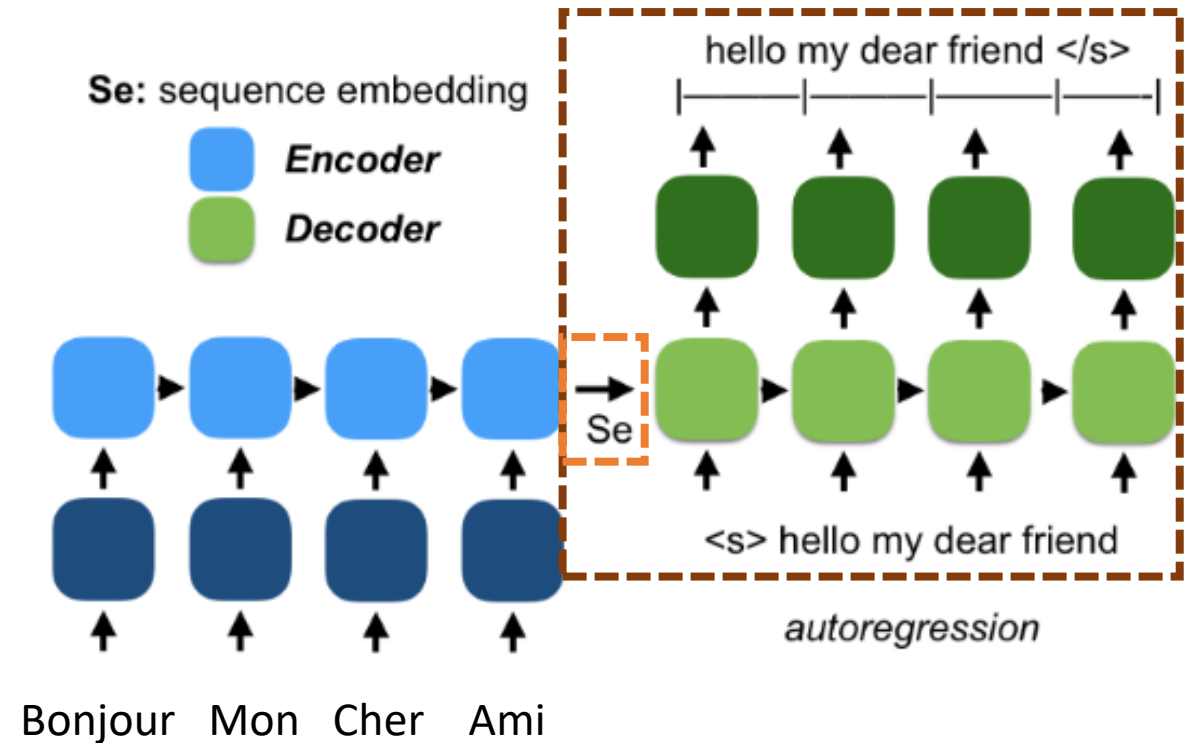 Se: sequence embedding
Encoder
Decoder
hello my dear friend </s>
Se
<s> hello my dear friend
autoregression
Bonjour Mon Cher Ami